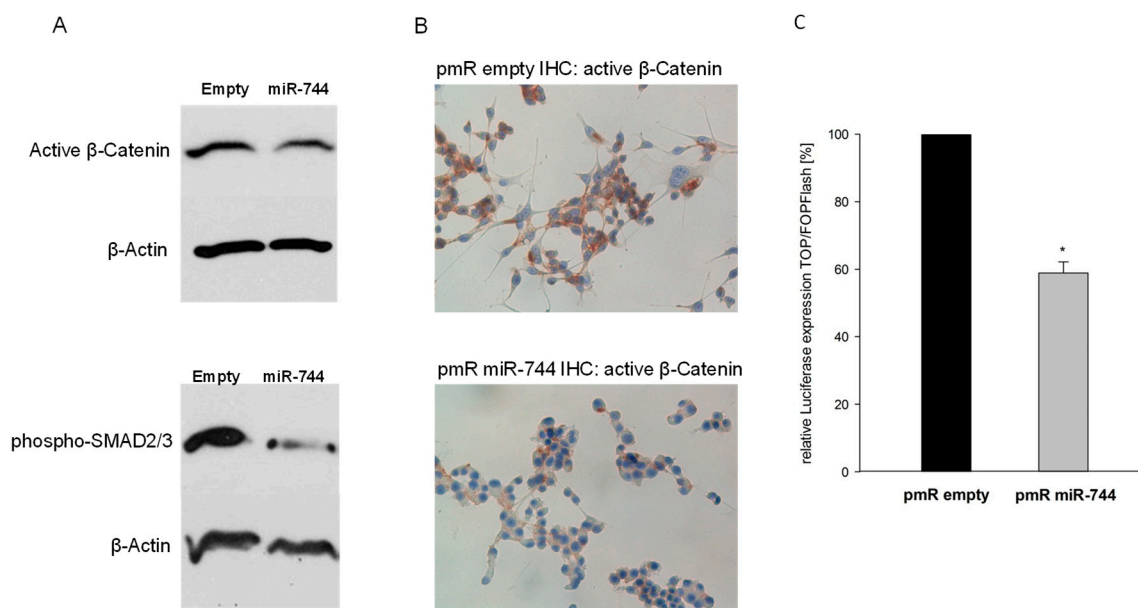 A
Empty miR-744
Active β-Catenin
β-Actin
Empty miR-744
phospho-SMAD2/3
β-Actin
B
pmR empty IHC: active β-Catenin
pmR miR-744 IHC: active β-Catenin
C
relative Luciferase expression TOP/FOPFlash [%]
100
80
60
40
20
0
*
pmR empty pmR miR-744